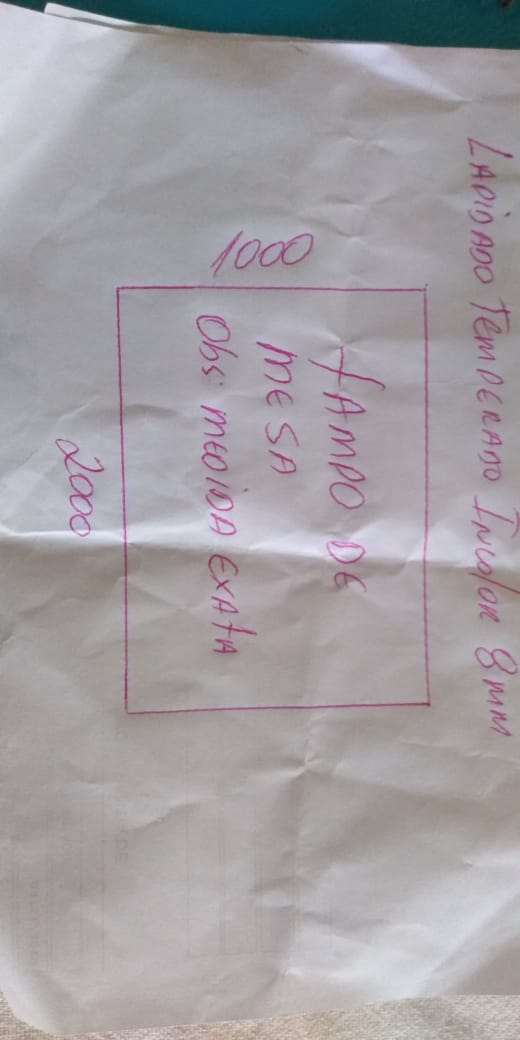 LAPIDADO TEMPERADO INCOLOR 8mm
1000
TAMPO DE
MESA
Obs: MEDIDA EXATA
2000